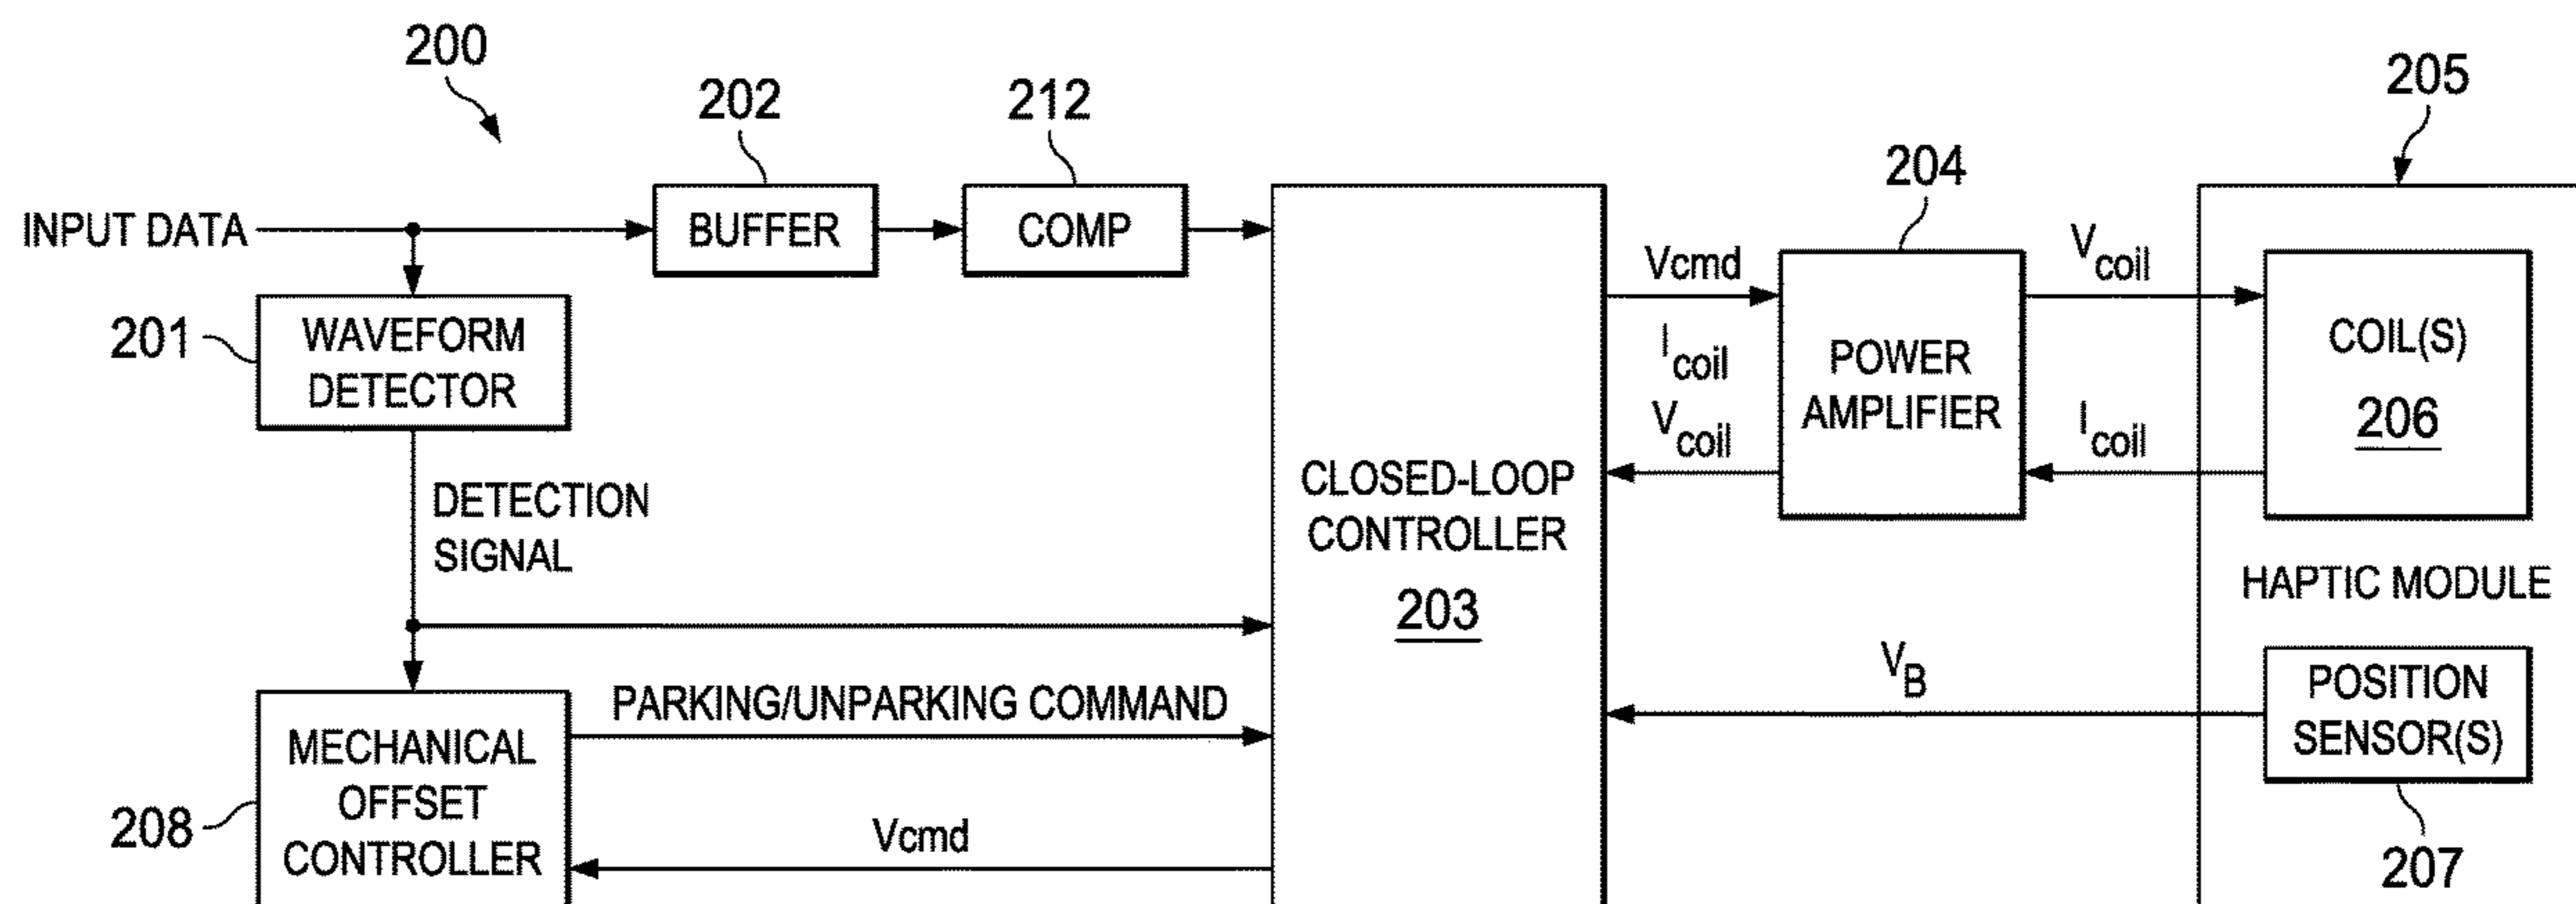 200
202
212
205
204
INPUT DATA
BUFFER
COMP
Vcmd
Vcoil
201
WAVEFORM
DETECTOR
Icoil
Vcoil
POWER
AMPLIFIER
Icoil
COIL(S)
206
DETECTION
SIGNAL
CLOSED-LOOP
CONTROLLER
203
HAPTIC MODULE
VB
POSITION
SENSOR(S)
PARKING/UNPARKING COMMAND
208
MECHANICAL
OFFSET
CONTROLLER
Vcmd
207